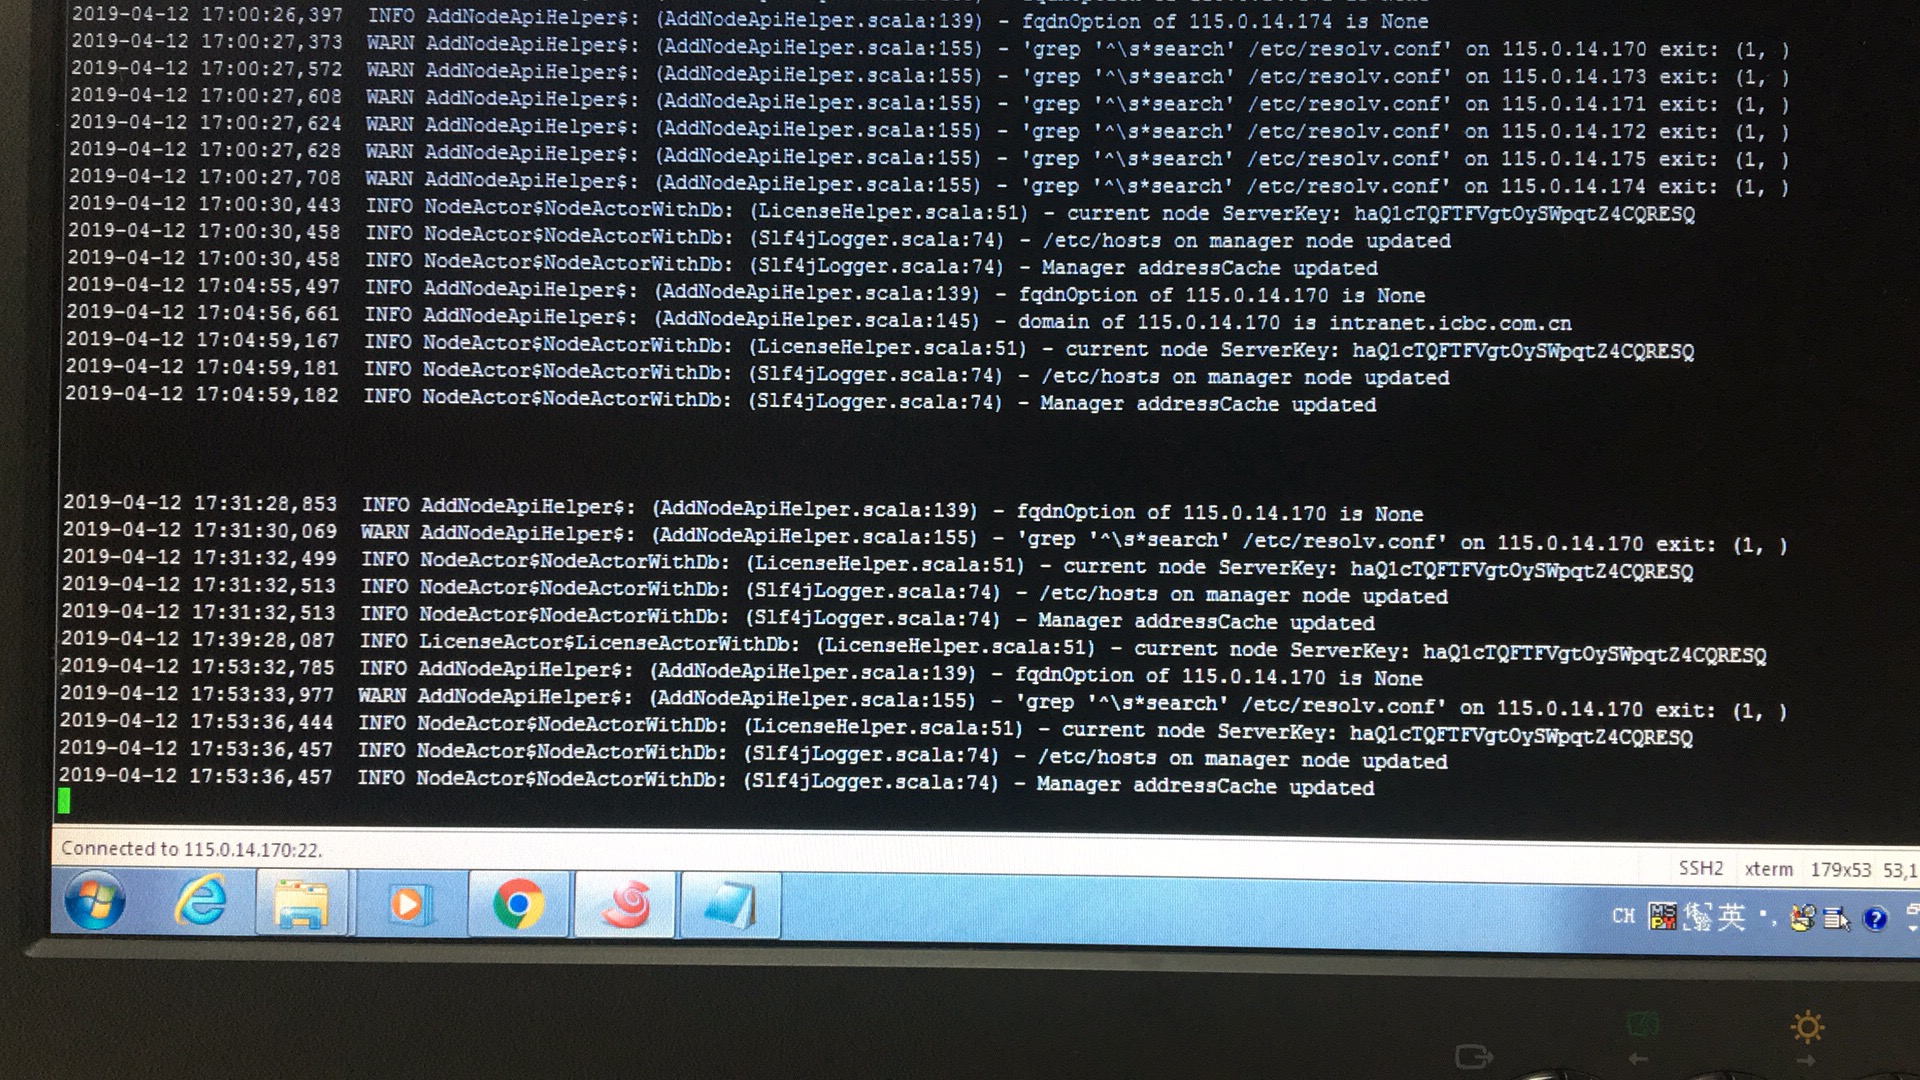 2019-04-12 17:00:26,397  INFO AddNodeApiHelper$: (AddNodeApiHelper.scala:139) - fqdnOption of 115.0.14.174 is None
2019-04-12 17:00:27,373  WARN AddNodeApiHelper$: (AddNodeApiHelper.scala:155) - 'grep '^\s*search' /etc/resolv.conf' on 115.0.14.170 exit: (1, )
2019-04-12 17:00:27,572  WARN AddNodeApiHelper$: (AddNodeApiHelper.scala:155) - 'grep '^\s*search' /etc/resolv.conf' on 115.0.14.173 exit: (1, )
2019-04-12 17:00:27,608  WARN AddNodeApiHelper$: (AddNodeApiHelper.scala:155) - 'grep '^\s*search' /etc/resolv.conf' on 115.0.14.171 exit: (1, )
2019-04-12 17:00:27,624  WARN AddNodeApiHelper$: (AddNodeApiHelper.scala:155) - 'grep '^\s*search' /etc/resolv.conf' on 115.0.14.172 exit: (1, )
2019-04-12 17:00:27,628  WARN AddNodeApiHelper$: (AddNodeApiHelper.scala:155) - 'grep '^\s*search' /etc/resolv.conf' on 115.0.14.175 exit: (1, )
2019-04-12 17:00:27,708  WARN AddNodeApiHelper$: (AddNodeApiHelper.scala:155) - 'grep '^\s*search' /etc/resolv.conf' on 115.0.14.174 exit: (1, )
2019-04-12 17:00:30,443  INFO NodeActor$NodeActorWithDb: (LicenseHelper.scala:51) - current node ServerKey: haQ1cTQFTFVgtOySWpqtZ4CQRESQ
2019-04-12 17:00:30,458  INFO NodeActor$NodeActorWithDb: (Slf4jLogger.scala:74) - /etc/hosts on manager node updated
2019-04-12 17:00:30,458  INFO NodeActor$NodeActorWithDb: (Slf4jLogger.scala:74) - Manager addressCache updated
2019-04-12 17:04:55,497  INFO AddNodeApiHelper$: (AddNodeApiHelper.scala:139) - fqdnOption of 115.0.14.170 is None
2019-04-12 17:04:56,661  INFO AddNodeApiHelper$: (AddNodeApiHelper.scala:145) - domain of 115.0.14.170 is intranet.icbc.com.cn
2019-04-12 17:04:59,167  INFO NodeActor$NodeActorWithDb: (LicenseHelper.scala:51) - current node ServerKey: haQ1cTQFTFVgtOySWpqtZ4CQRESQ
2019-04-12 17:04:59,181  INFO NodeActor$NodeActorWithDb: (Slf4jLogger.scala:74) - /etc/hosts on manager node updated
2019-04-12 17:04:59,182  INFO NodeActor$NodeActorWithDb: (Slf4jLogger.scala:74) - Manager addressCache updated
2019-04-12 17:31:28,853  INFO AddNodeApiHelper$: (AddNodeApiHelper.scala:139) - fqdnOption of 115.0.14.170 is None
2019-04-12 17:31:30,069  WARN AddNodeApiHelper$: (AddNodeApiHelper.scala:155) - 'grep '^\s*search' /etc/resolv.conf' on 115.0.14.170 exit: (1, )
2019-04-12 17:31:32,499  INFO NodeActor$NodeActorWithDb: (LicenseHelper.scala:51) - current node ServerKey: haQ1cTQFTFVgtOySWpqtZ4CQRESQ
2019-04-12 17:31:32,513  INFO NodeActor$NodeActorWithDb: (Slf4jLogger.scala:74) - /etc/hosts on manager node updated
2019-04-12 17:31:32,513  INFO NodeActor$NodeActorWithDb: (Slf4jLogger.scala:74) - Manager addressCache updated
2019-04-12 17:39:28,087  INFO LicenseActor$LicenseActorWithDb: (LicenseHelper.scala:51) - current node ServerKey: haQ1cTQFTFVgtOySWpqtZ4CQRESQ
2019-04-12 17:53:32,785  INFO AddNodeApiHelper$: (AddNodeApiHelper.scala:139) - fqdnOption of 115.0.14.170 is None
2019-04-12 17:53:33,977  WARN AddNodeApiHelper$: (AddNodeApiHelper.scala:155) - 'grep '^\s*search' /etc/resolv.conf' on 115.0.14.170 exit: (1, )
2019-04-12 17:53:36,444  INFO NodeActor$NodeActorWithDb: (LicenseHelper.scala:51) - current node ServerKey: haQ1cTQFTFVgtOySWpqtZ4CQRESQ
2019-04-12 17:53:36,457  INFO NodeActor$NodeActorWithDb: (Slf4jLogger.scala:74) - /etc/hosts on manager node updated
2019-04-12 17:53:36,457  INFO NodeActor$NodeActorWithDb: (Slf4jLogger.scala:74) - Manager addressCache updated
Connected to 115.0.14.170:22.
SSH2 xterm 179x53 53,1
CH 英